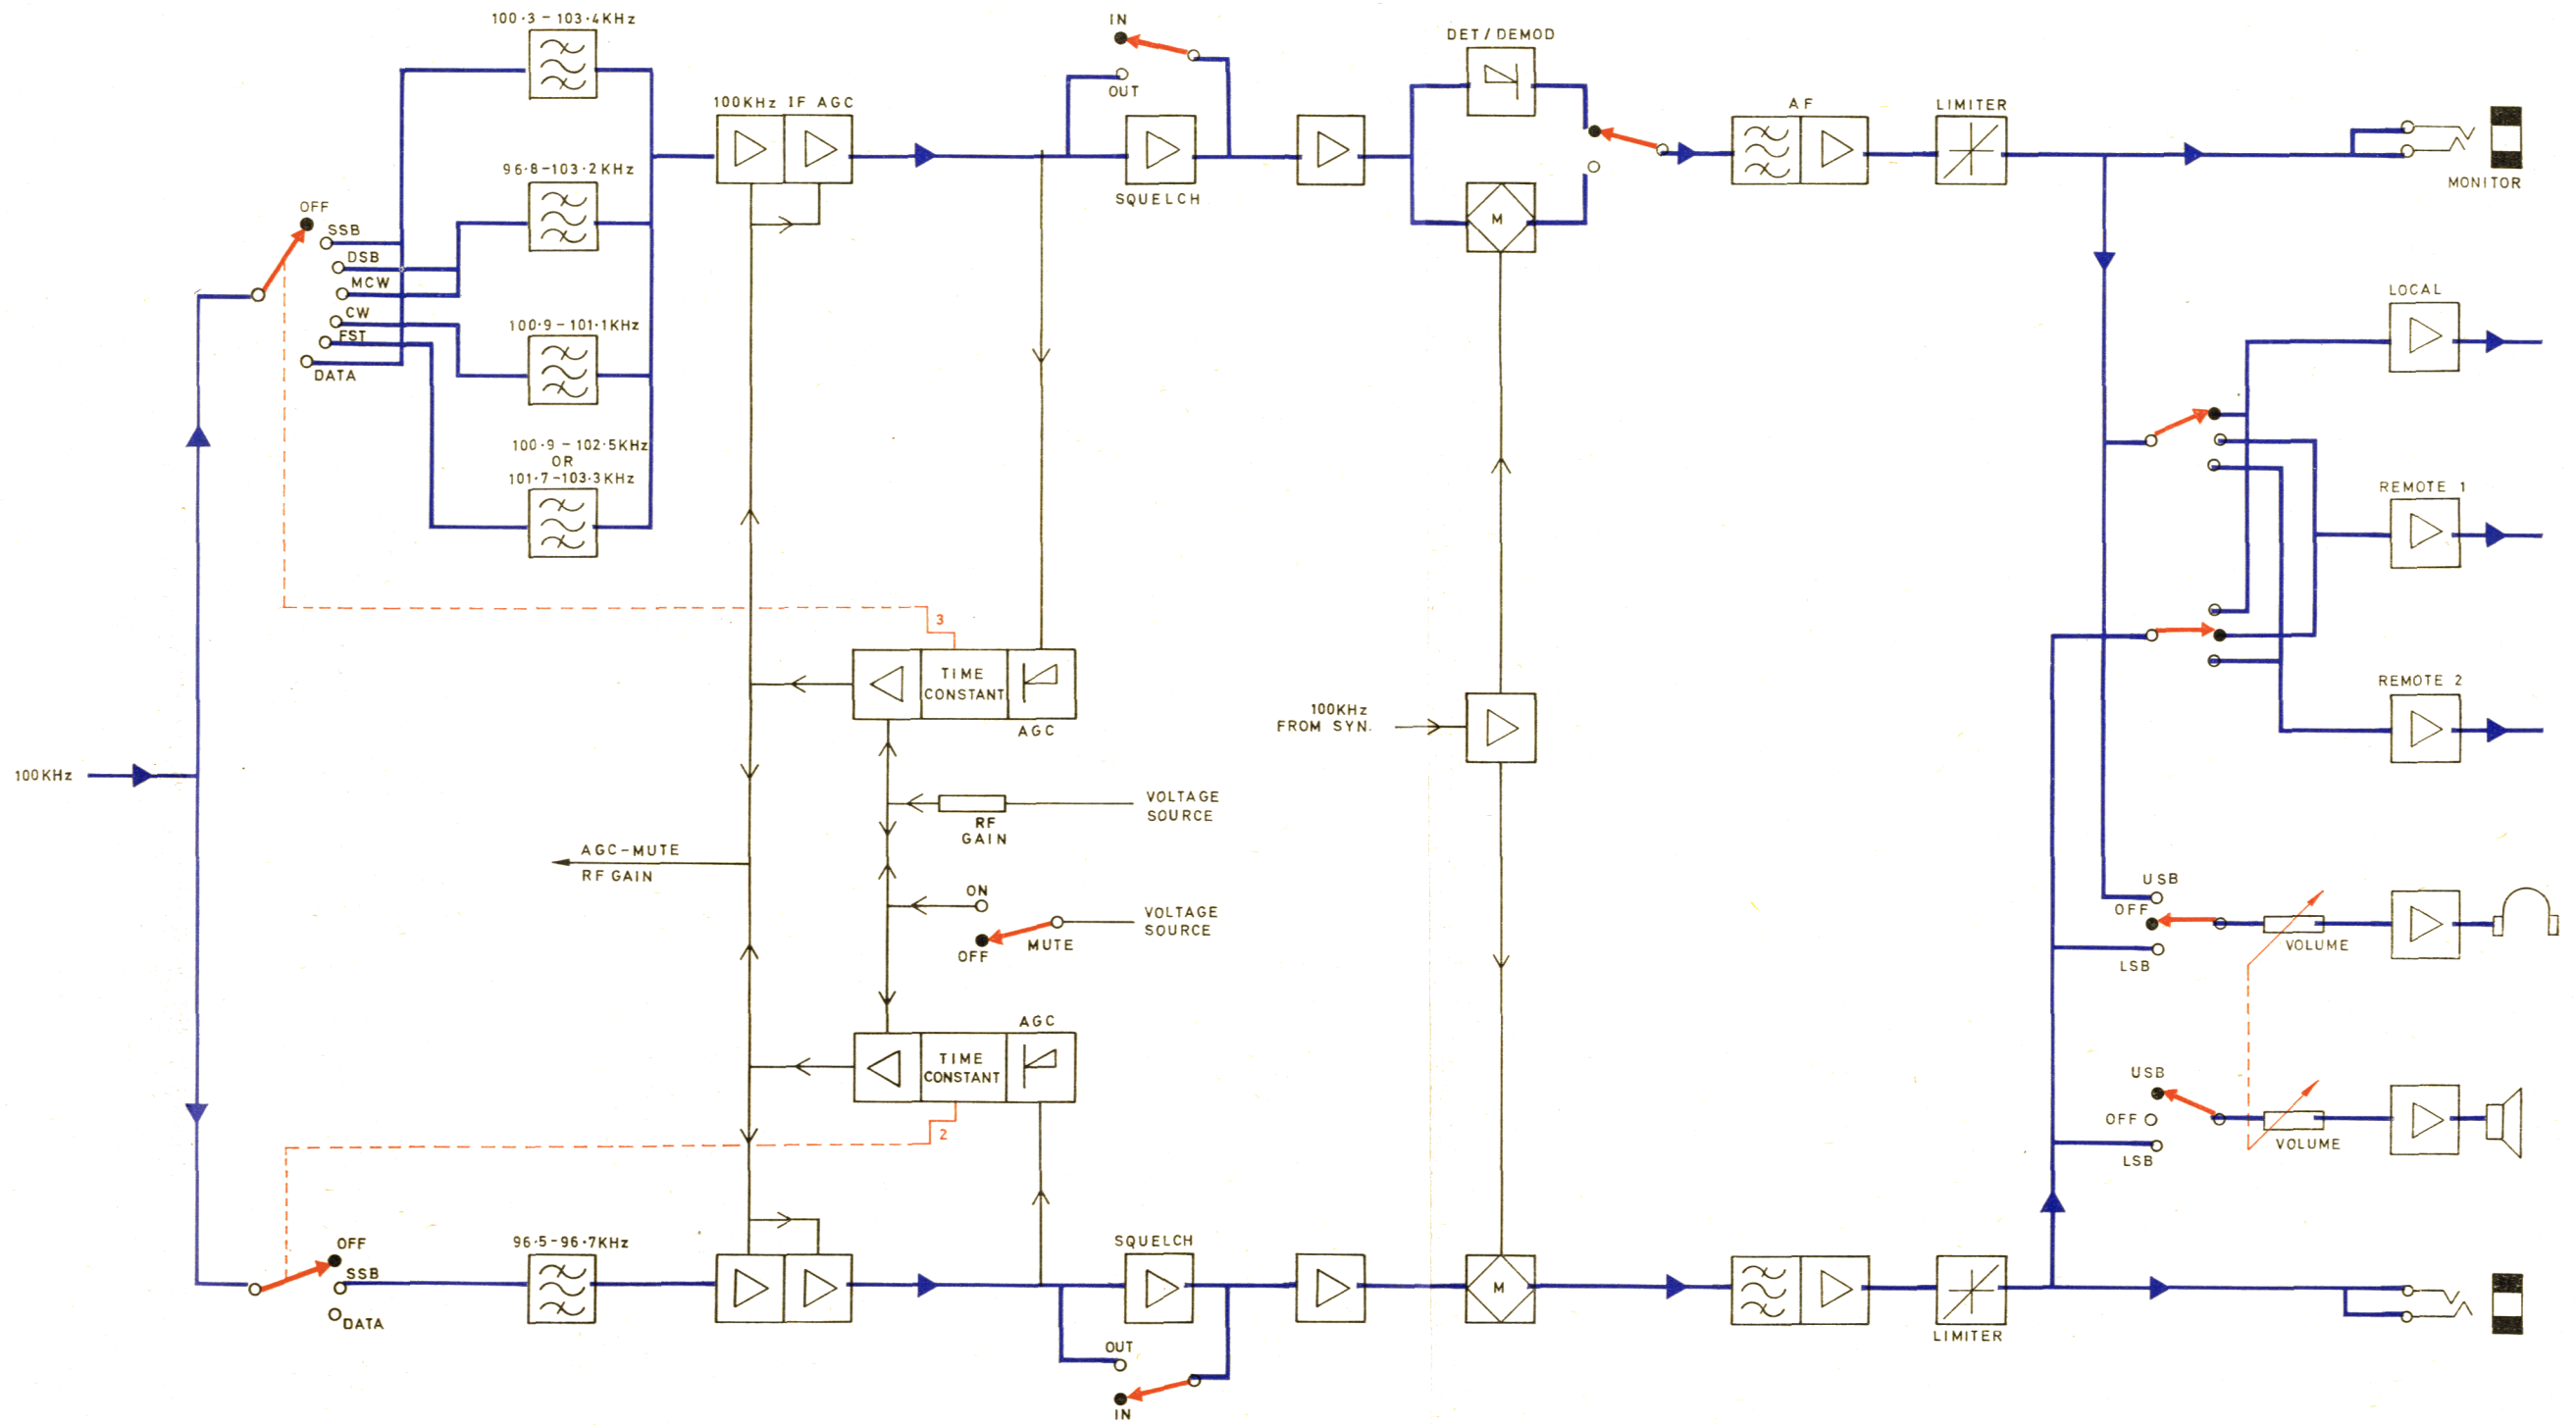 100·3–103·4KHz
IN
DET/DEMOD
OUT
100KHz IF AGC
AF
LIMITER
96·8–103·2KHz
SQUELCH
MONITOR
OFF
SSB
DSB
MCW
CW
FST
DATA
M
LOCAL
100·9–101·1KHz
100·9–102·5KHz
OR
101·7–103·3KHz
REMOTE 1
3
TIME
CONSTANT
AGC
REMOTE 2
100KHz
FROM SYN.
100KHz
VOLTAGE
SOURCE
RF
GAIN
AGC–MUTE
RF GAIN
ON
OFF
MUTE
VOLTAGE
SOURCE
USB
OFF
LSB
VOLUME
AGC
TIME
CONSTANT
2
USB
OFF
LSB
VOLUME
OFF
SSB
DATA
96·5–96·7KHz
SQUELCH
OUT
IN
M
LIMITER